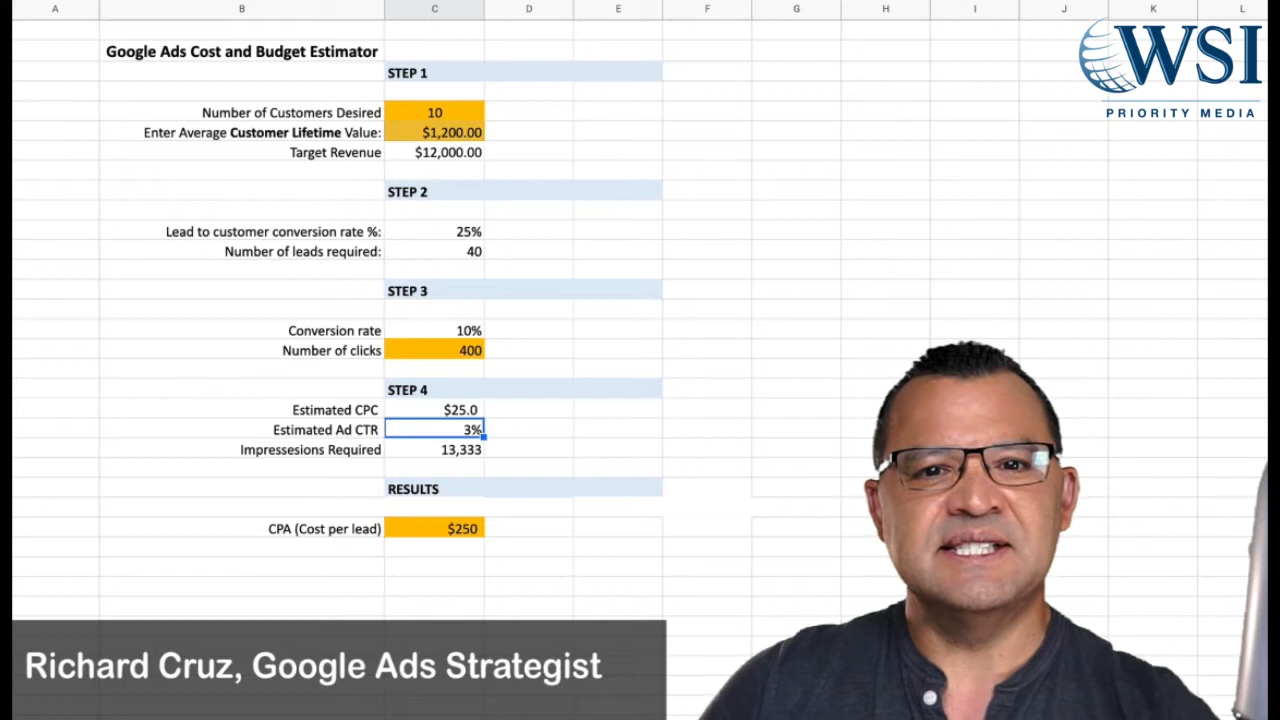 A B C D E F G H I J K L
Google Ads Cost and Budget Estimator
STEP 1
Number of Customers Desired 10
Enter Average Customer Lifetime Value: $1,200.00
Target Revenue $12,000.00
STEP 2
Lead to customer conversion rate %: 25%
Number of leads required: 40
STEP 3
Conversion rate 10%
Number of clicks 400
STEP 4
Estimated CPC $25.0
Estimated Ad CTR 3%
Impressesions Required 13,333
RESULTS
CPA (Cost per lead) $250
WSI
PRIORITY MEDIA
Richard Cruz, Google Ads Strategist